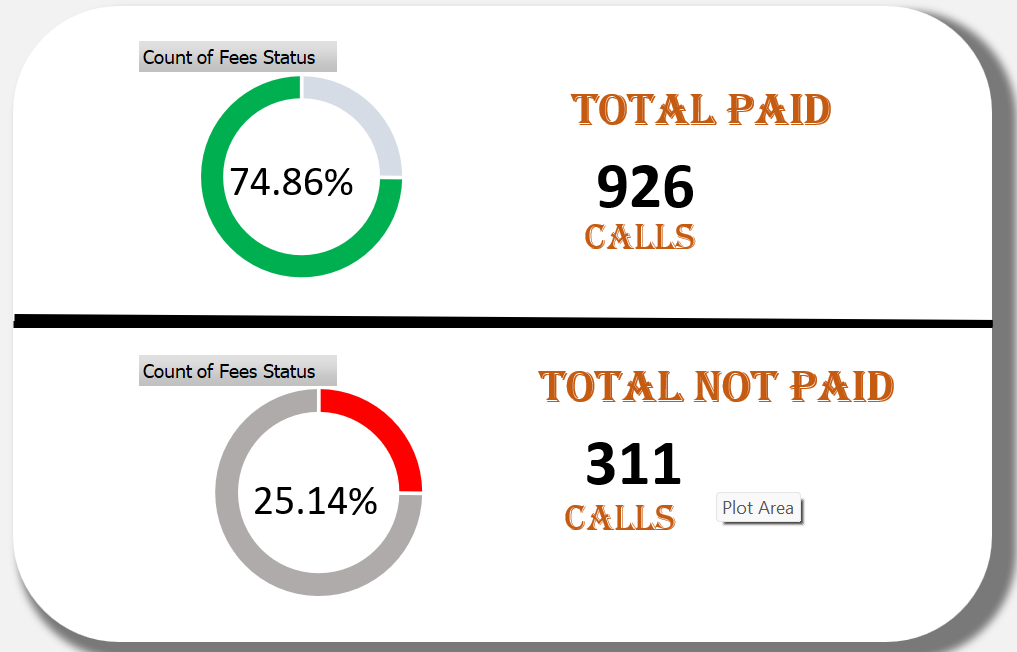 Count of Fees Status
74.86%
TOTAL PAID
926
CALLS
Count of Fees Status
25.14%
TOTAL NOT PAID
311
CALLS
Plot Area